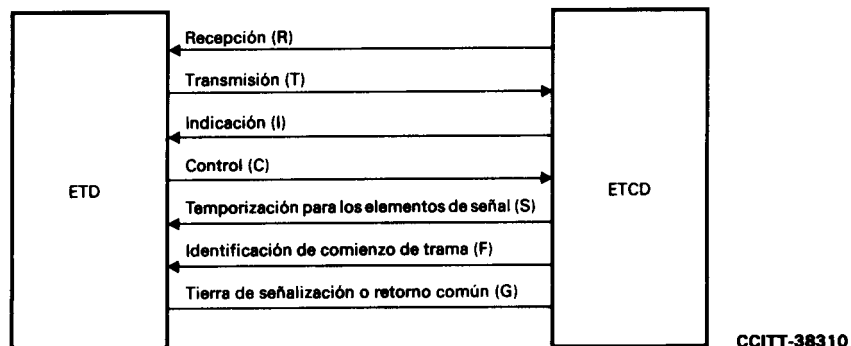 Recepción (R)
Transmisión (T)
Indicación (I)
Control (C)
ETD
ETCD
Temporización para los elementos de señal (S)
Identificación de comienzo de trama (F)
Tierra de señalización o retorno común (G)
CCITT-38310